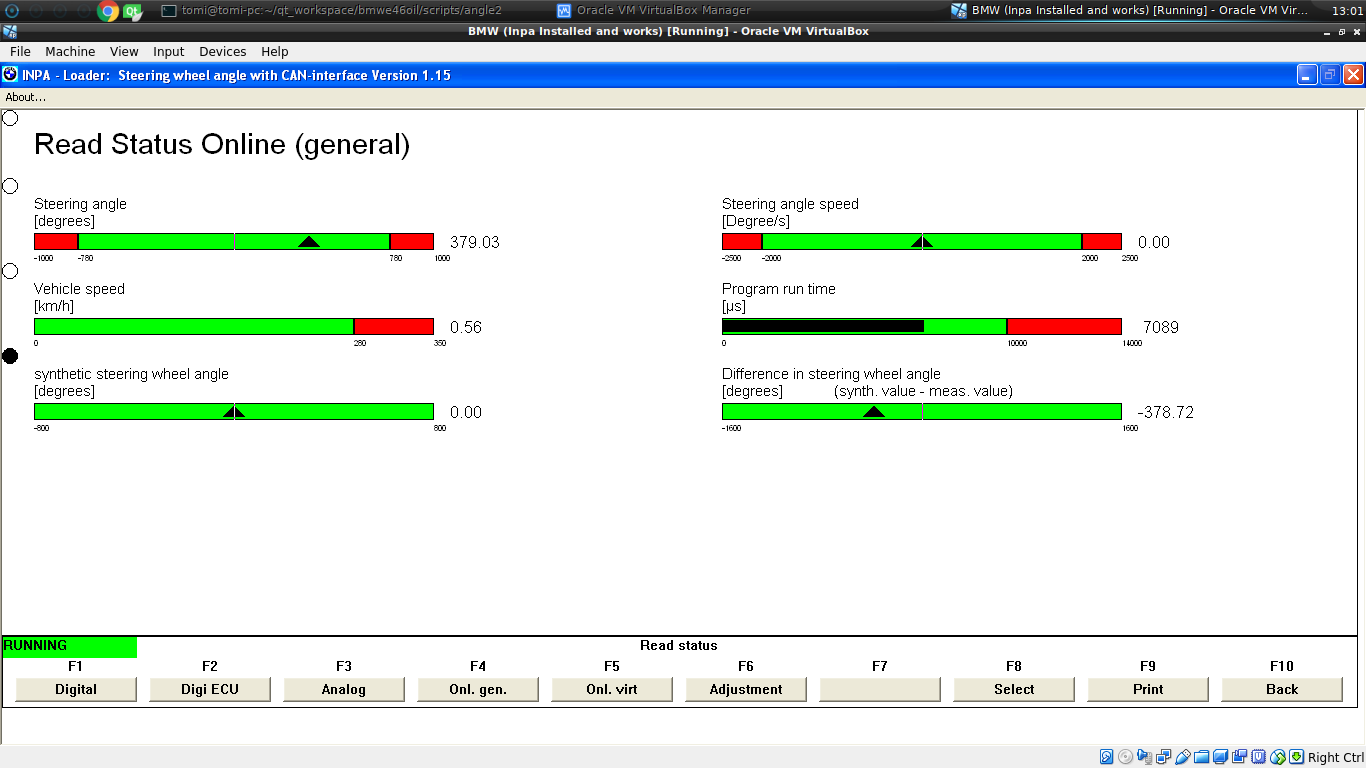 tomi@tomi-pc:~/qt_workspace/bmwe46oil/scripts/angle2
Oracle VM VirtualBox Manager
BMW (Inpa Installed and works) [Running] - Oracle VM Vir...
13:01
BMW (Inpa Installed and works) [Running] - Oracle VM VirtualBox
File Machine View Input Devices Help
INPA - Loader: Steering wheel angle with CAN-interface Version 1.15
About...
Read Status Online (general)
Steering angle
[degrees]
379.03
-1000 -780 780 1000
Steering angle speed
[Degree/s]
0.00
-2500 -2000 2000 2500
Vehicle speed
[km/h]
0.56
0 280 350
Program run time
[µs]
7089
0 10000 14000
synthetic steering wheel angle
[degrees]
0.00
-800 800
Difference in steering wheel angle
[degrees] (synth. value - meas. value)
-378.72
-1600 1600
RUNNING
Read status
F1 F2 F3 F4 F5 F6 F7 F8 F9 F10
Digital Digi ECU Analog Onl. gen. Onl. virt Adjustment Select Print Back
Right Ctrl